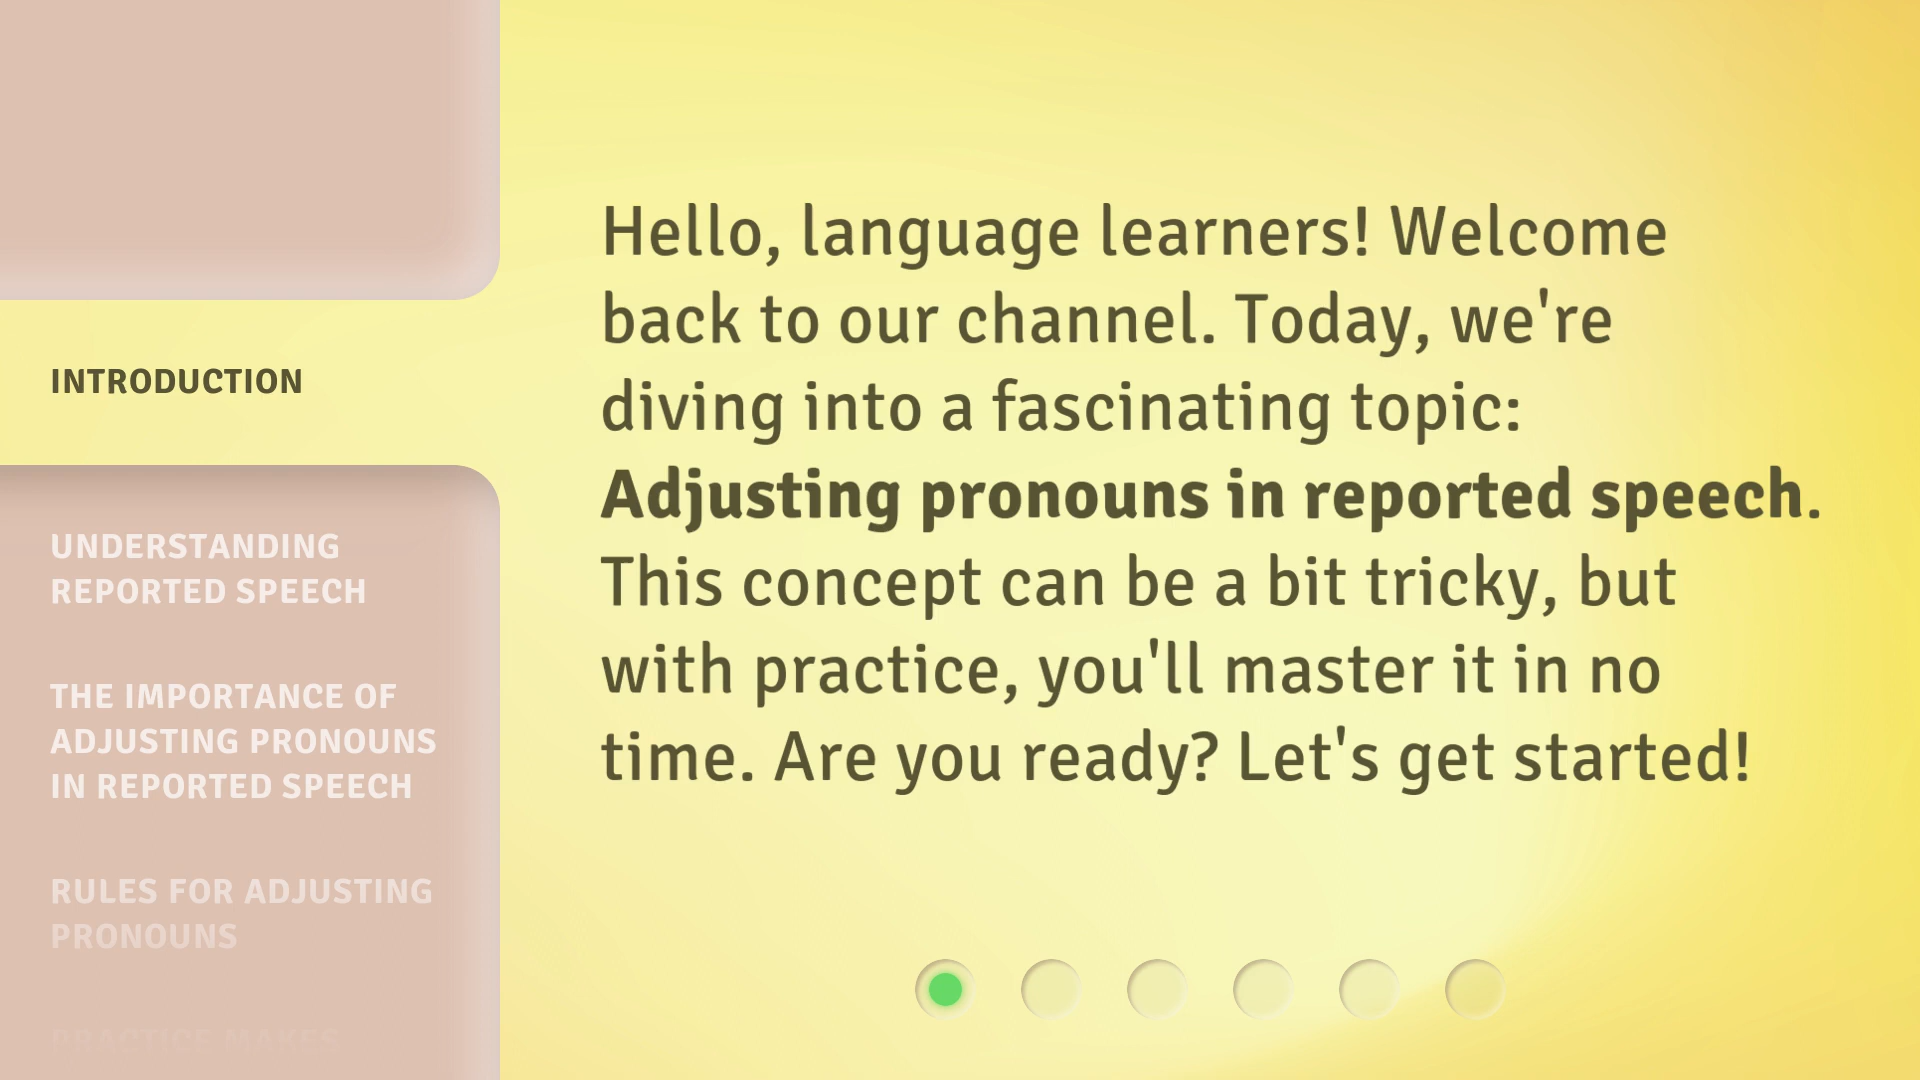 INTRODUCTION
UNDERSTANDING
REPORTED SPEECH
THE IMPORTANCE OF
ADJUSTING PRONOUNS
IN REPORTED SPEECH
RULES FOR ADJUSTING
PRONOUNS
PRACTICE MAKES
Hello, language learners! Welcome
back to our channel. Today, we're
diving into a fascinating topic:
Adjusting pronouns in reported speech.
This concept can be a bit tricky, but
with practice, you'll master it in no
time. Are you ready? Let's get started!